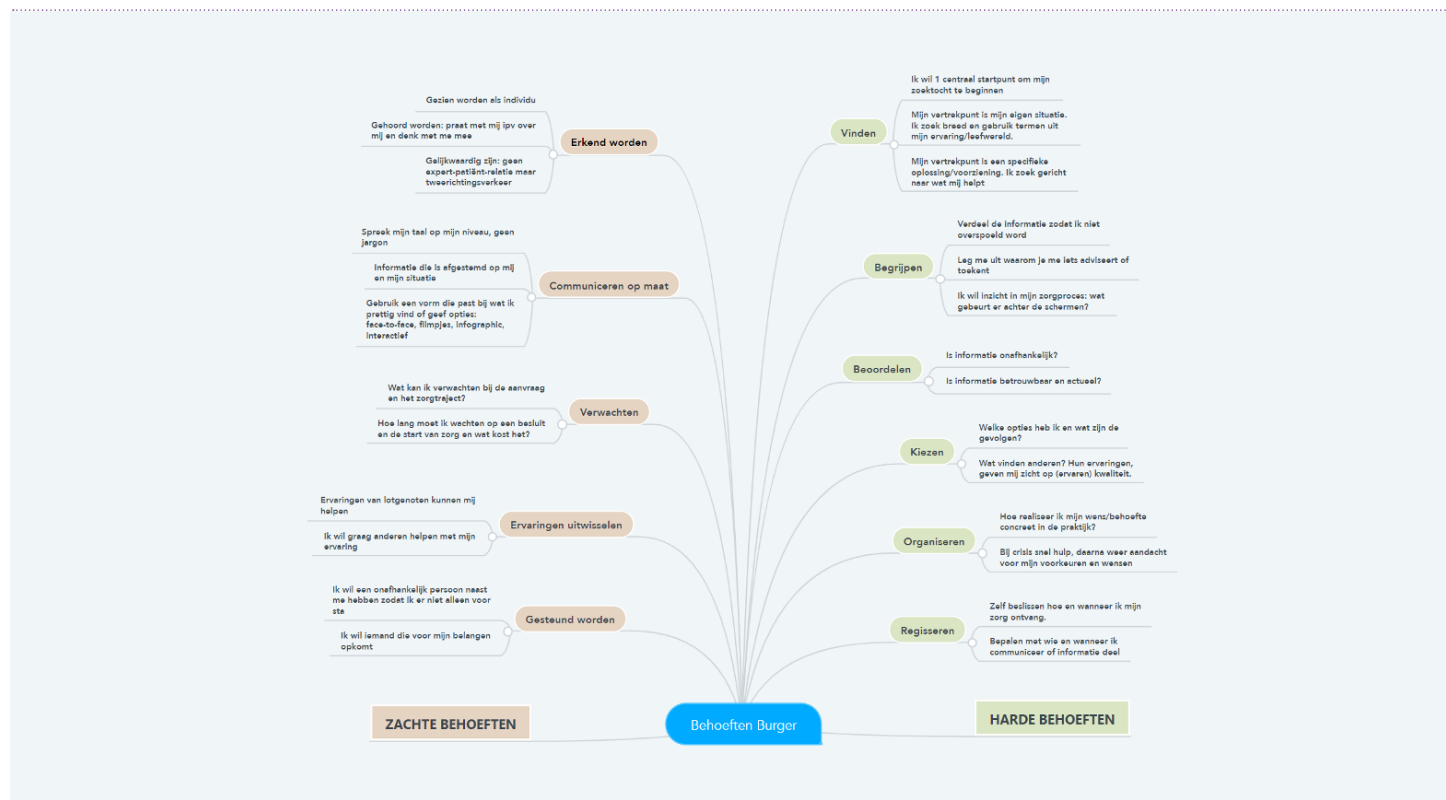 Gezien worden als individu
Gehoord worden: praat met mij ipv over
mij en denk met me mee
Gelijkwaardig zijn: geen
expert-patiënt-relatie maar
tweerichtingsverkeer
Erkend worden
Spreek mijn taal op mijn niveau, geen
jargon
Informatie die is afgestemd op mij
en mijn situatie
Gebruik een vorm die past bij wat ik
prettig vind of geef opties:
face-to-face, filmpjes, infographic,
interactief
Communiceren op maat
Wat kan ik verwachten bij de aanvraag
en het zorgtraject?
Hoe lang moet ik wachten op een besluit
en de start van zorg en wat kost het?
Verwachten
Ervaringen van lotgenoten kunnen mij
helpen
Ik wil graag anderen helpen met mijn
ervaring
Ervaringen uitwisselen
Ik wil een onafhankelijk persoon naast
me hebben zodat ik er niet alleen voor
sta
Ik wil iemand die voor mijn belangen
opkomt
Gesteund worden
ZACHTE BEHOEFTEN
Behoeften Burger
Vinden
Ik wil 1 centraal startpunt om mijn
zoektocht te beginnen
Mijn vertrekpunt is mijn eigen situatie.
Ik zoek breed en gebruik termen uit
mijn ervaring/leefwereld.
Mijn vertrekpunt is een specifieke
oplossing/voorziening. Ik zoek gericht
naar wat mij helpt
Begrijpen
Verdeel de informatie zodat ik niet
overspoeld word
Leg me uit waarom je me iets adviseert of
toekent
Ik wil inzicht in mijn zorgproces: wat
gebeurt er achter de schermen?
Beoordelen
Is informatie onafhankelijk?
Is informatie betrouwbaar en actueel?
Kiezen
Welke opties heb ik en wat zijn de
gevolgen?
Wat vinden anderen? Hun ervaringen,
geven mij zicht op (ervaren) kwaliteit.
Organiseren
Hoe realiseer ik mijn wens/behoefte
concreet in de praktijk?
Bij crisis snel hulp, daarna weer aandacht
voor mijn voorkeuren en wensen
Regisseren
Zelf beslissen hoe en wanneer ik mijn
zorg ontvang.
Bepalen met wie en wanneer ik
communiceer of informatie deel
HARDE BEHOEFTEN